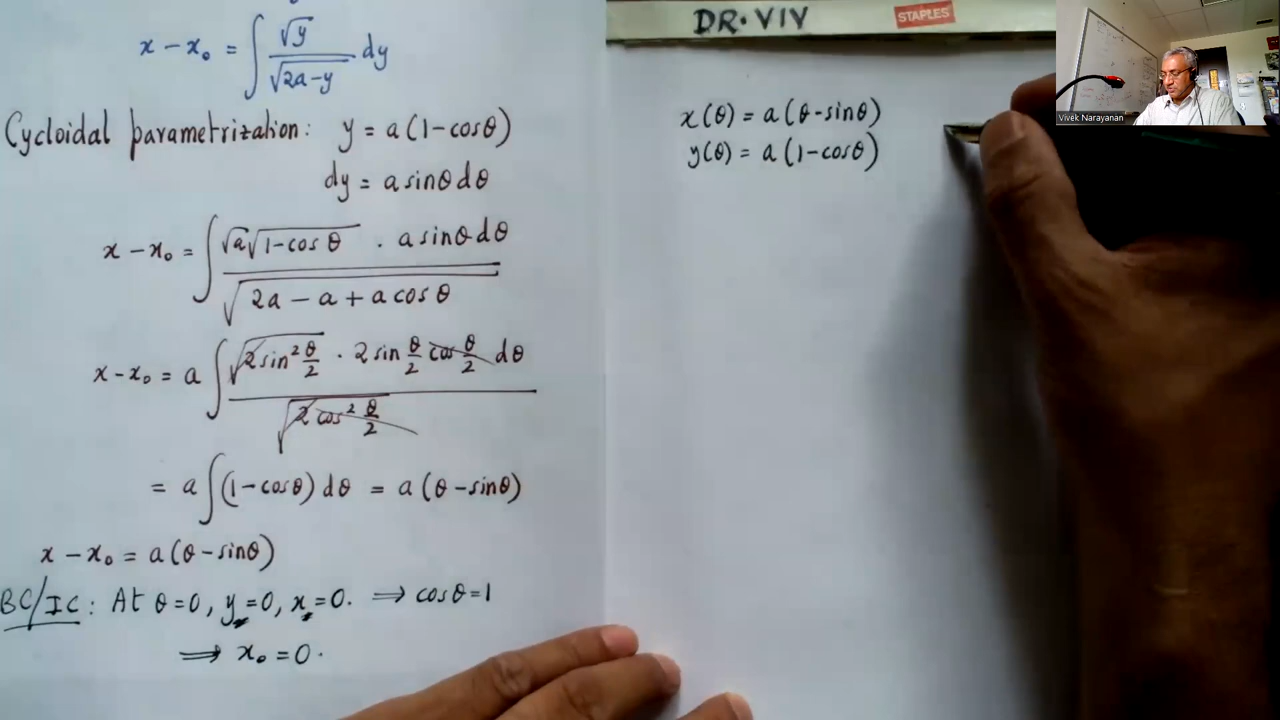 x - x₀ = ∫ √y / √(2a-y) dy
Cycloidal parametrization: y = a(1-cosθ)
dy = a sinθ dθ
x - x₀ = ∫ √a √(1-cos θ) · a sinθ dθ / √(2a - a + a cos θ)
x - x₀ = a ∫ √(2 sin² θ/2) · 2 sin θ/2 cos θ/2 dθ / √(2 cos² θ/2)
= a ∫ (1-cosθ) dθ = a(θ-sinθ)
x - x₀ = a(θ-sinθ)
BC/IC: At θ=0, y=0, x=0. ⟹ cosθ=1
⟹ x₀ = 0.
DR. VIV
STAPLES
x(θ) = a(θ-sinθ)
y(θ) = a(1-cosθ)
Vivek Narayanan